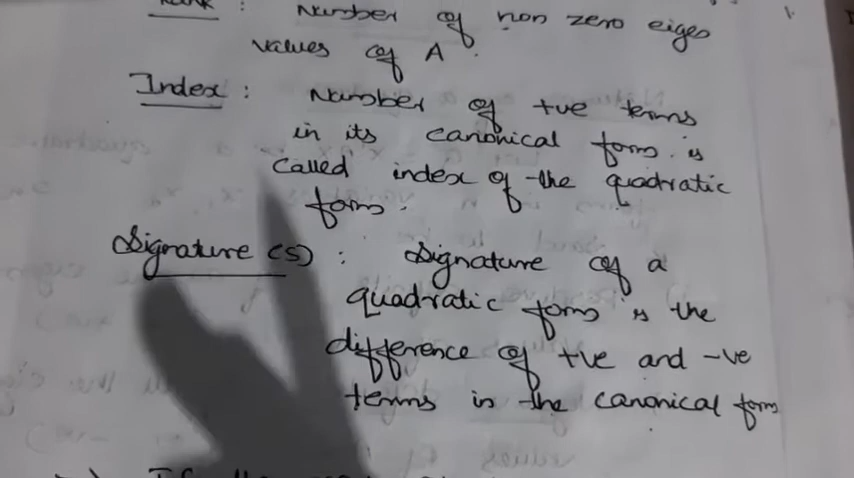 Rank : Number of non zero eigen
values of A.
Index : Number of +ve terms
in its canonical form is
called index of the quadratic
form.
Signature (s) : Signature of a
quadratic form is the
difference of +ve and -ve
terms in the canonical form